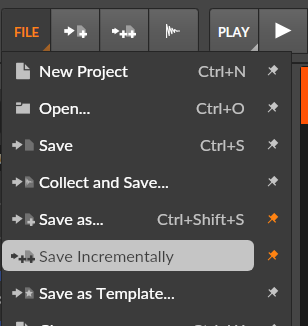 FILE PLAY
New Project Ctrl+N
Open... Ctrl+O
Save Ctrl+S
Collect and Save...
Save as... Ctrl+Shift+S
Save Incrementally
Save as Template...